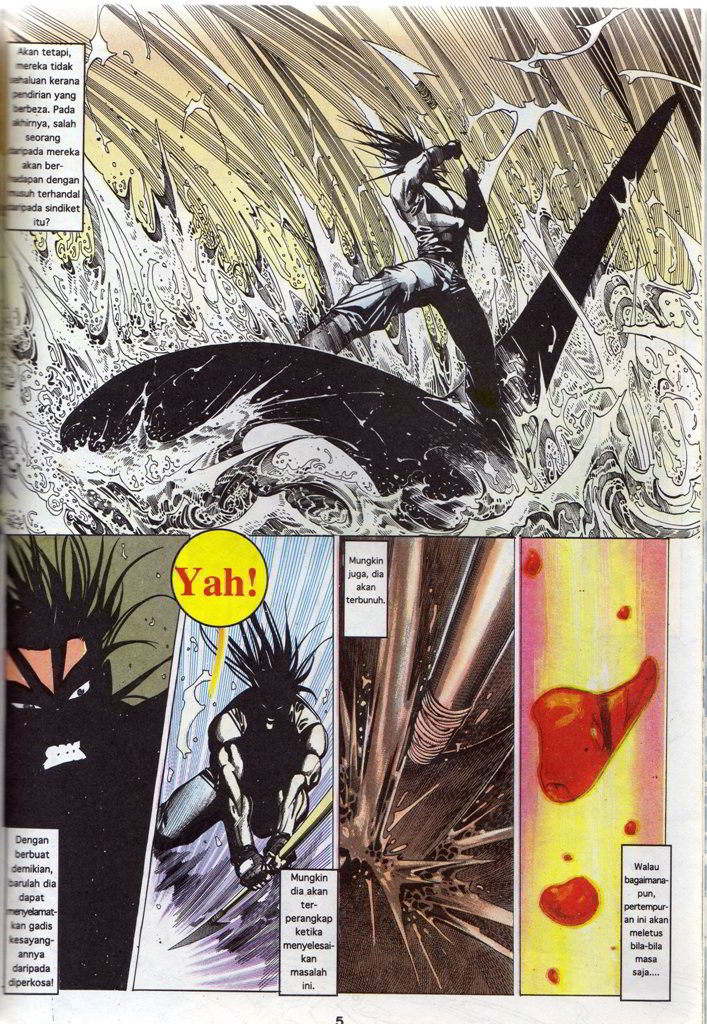 Akan tetapi,
mereka tidak
sehaluan kerana
pendirian yang
berbeza. Pada
akhirnya, salah
seorang
daripada mereka
akan ber-
hadapan dengan
musuh terhandal
daripada sindiket
itu?
Yah!
Dengan
berbuat
demikian,
barulah dia
dapat
menyelamat-
kan gadis
kesayang-
annya
daripada
diperkosa!
Mungkin
dia akan
ter-
perangkap
ketika
menyelesai-
kan
masalah
ini.
Mungkin
juga, dia
akan
terbunuh.
Walau
bagaimana-
pun,
pertempur-
an ini akan
meletus
bila-bila
masa
saja....
5